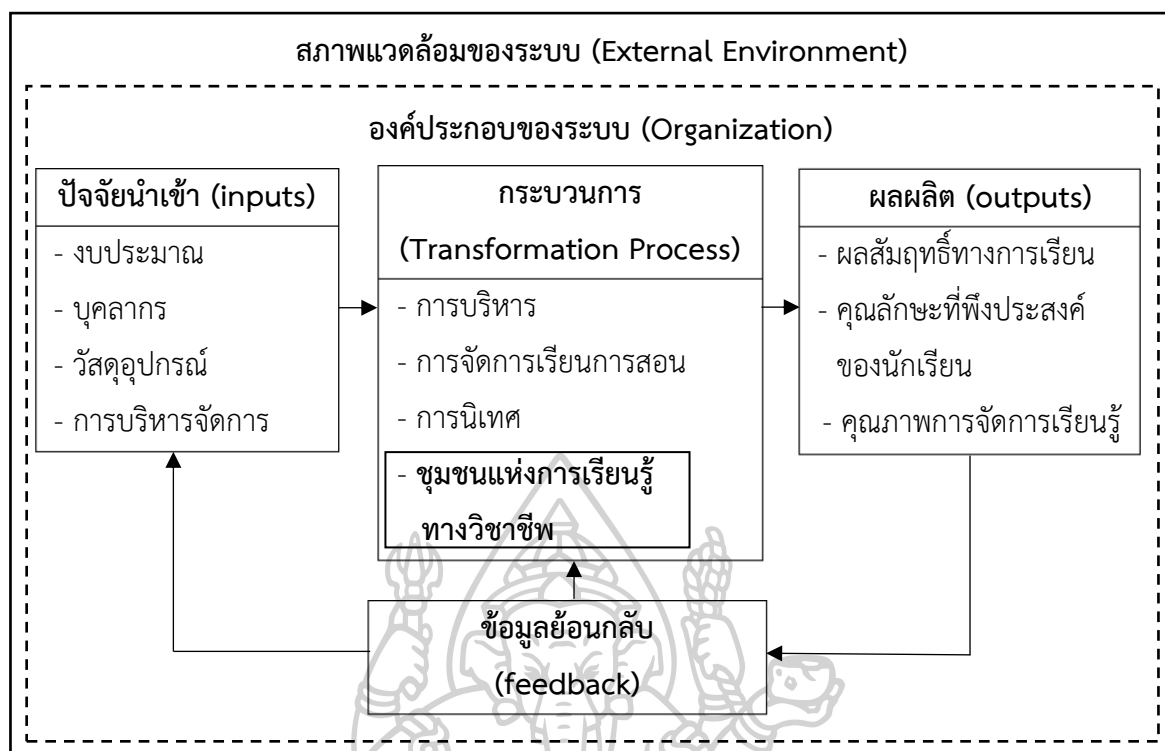 สภาพแวดล้อมของระบบ (External Environment)
องค์ประกอบของระบบ (Organization)
ปัจจัยนำเข้า (inputs)
- งบประมาณ
- บุคลากร
- วัสดุอุปกรณ์
- การบริหารจัดการ
กระบวนการ
(Transformation Process)
- การบริหาร
- การจัดการเรียนการสอน
- การนิเทศ
- ชุมชนแห่งการเรียนรู้
ทางวิชาชีพ
ผลผลิต (outputs)
- ผลสัมฤทธิ์ทางการเรียน
- คุณลักษะที่พึงประสงค์
ของนักเรียน
- คุณภาพการจัดการเรียนรู้
ข้อมูลย้อนกลับ
(feedback)